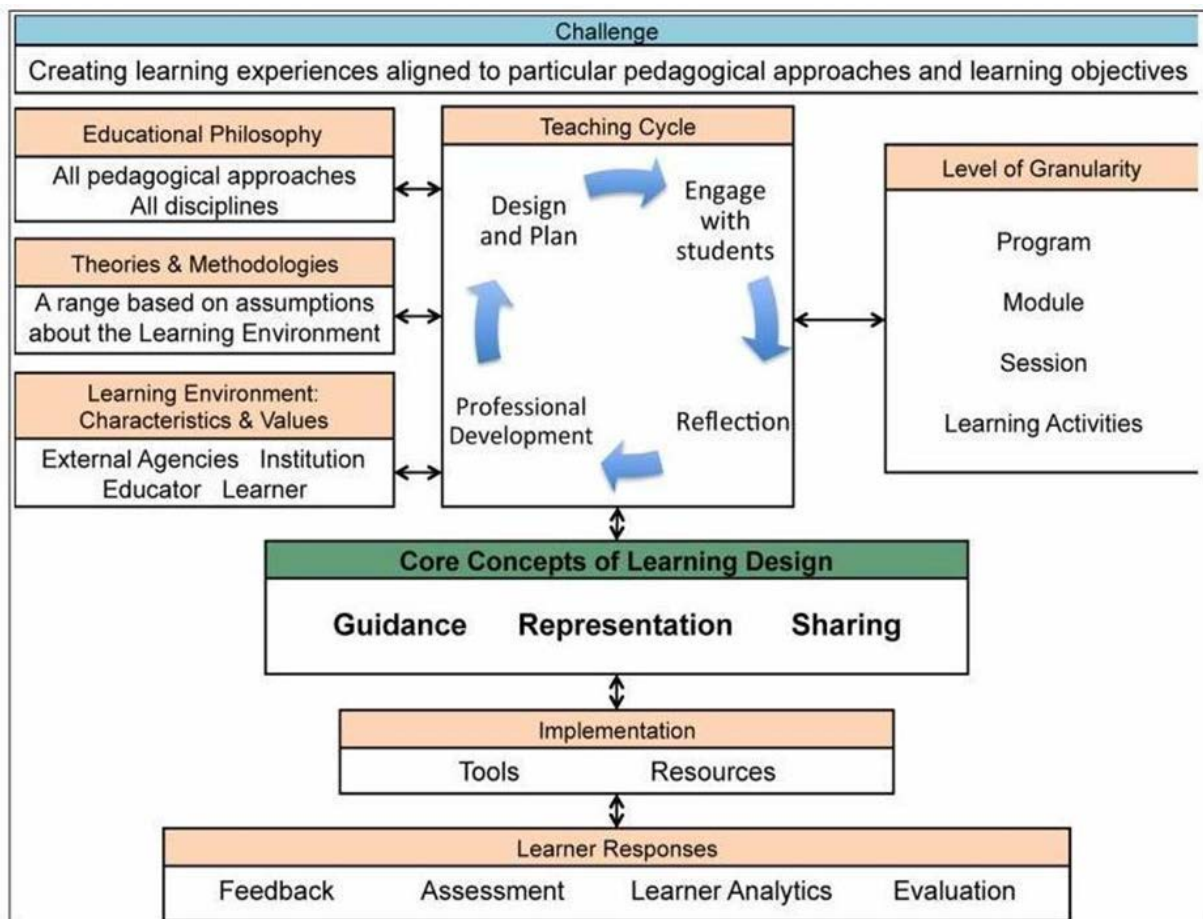 Challenge
Creating learning experiences aligned to particular pedagogical approaches and learning objectives
Educational Philosophy
All pedagogical approaches
All disciplines
Theories & Methodologies
A range based on assumptions
about the Learning Environment
Learning Environment:
Characteristics & Values
External Agencies Institution
Educator Learner
Teaching Cycle
Design
and Plan
Engage
with
students
Reflection
Professional
Development
Level of Granularity
Program
Module
Session
Learning Activities
Core Concepts of Learning Design
Guidance Representation Sharing
Implementation
Tools Resources
Learner Responses
Feedback Assessment Learner Analytics Evaluation